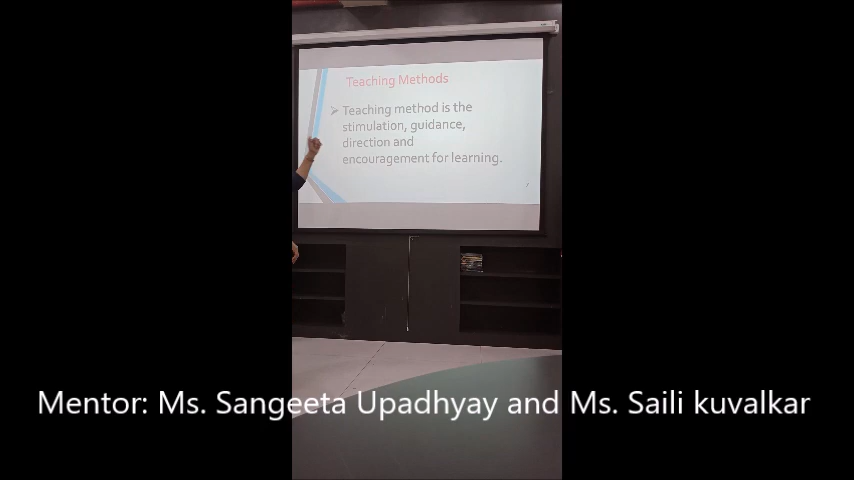 Teaching Methods
Teaching method is the
stimulation, guidance,
direction and
encouragement for learning.
Mentor: Ms. Sangeeta Upadhyay and Ms. Saili kuvalkar